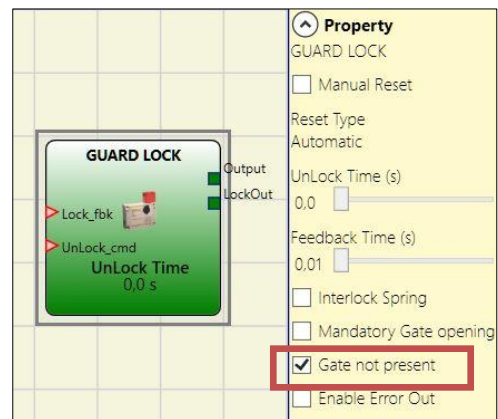 GUARD LOCK
Output
LockOut
Lock_fbk
UnLock_cmd
UnLock Time
0,0 s
Property
GUARD LOCK
Manual Reset
Reset Type
Automatic
UnLock Time (s)
0,0
Feedback Time (s)
0,01
Interlock Spring
Mandatory Gate opening
Gate not present
Enable Error Out